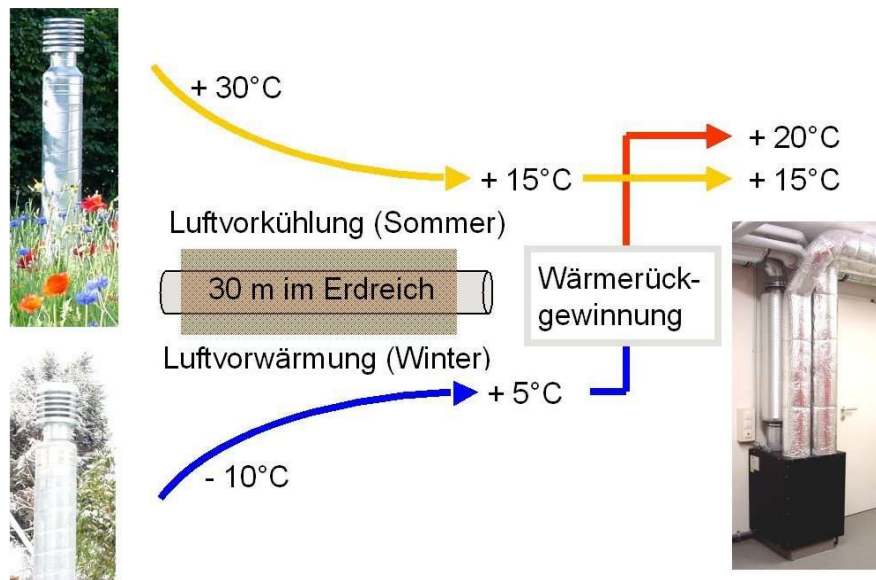 + 30°C
+ 20°C
+ 15°C
+ 15°C
Luftvorkühlung (Sommer)
30 m im Erdreich
Wärmerück-
gewinnung
Luftvorwärmung (Winter)
+ 5°C
- 10°C